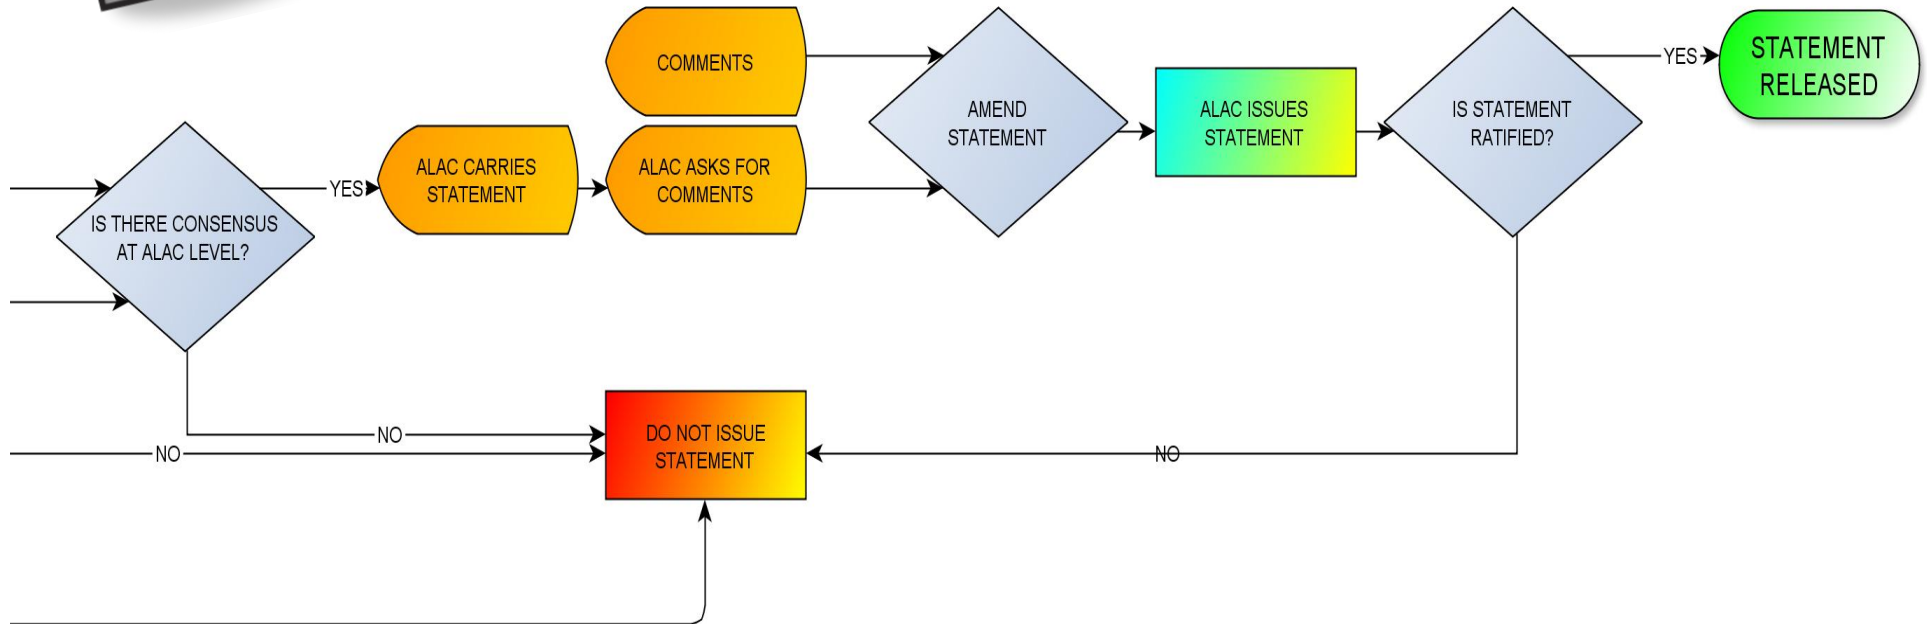 COMMENTS
AMEND
STATEMENT
ALAC ISSUES
STATEMENT
IS STATEMENT
RATIFIED?
YES
STATEMENT
RELEASED
IS THERE CONSENSUS
AT ALAC LEVEL?
YES
ALAC CARRIES
STATEMENT
ALAC ASKS FOR
COMMENTS
NO
NO
DO NOT ISSUE
STATEMENT
NO